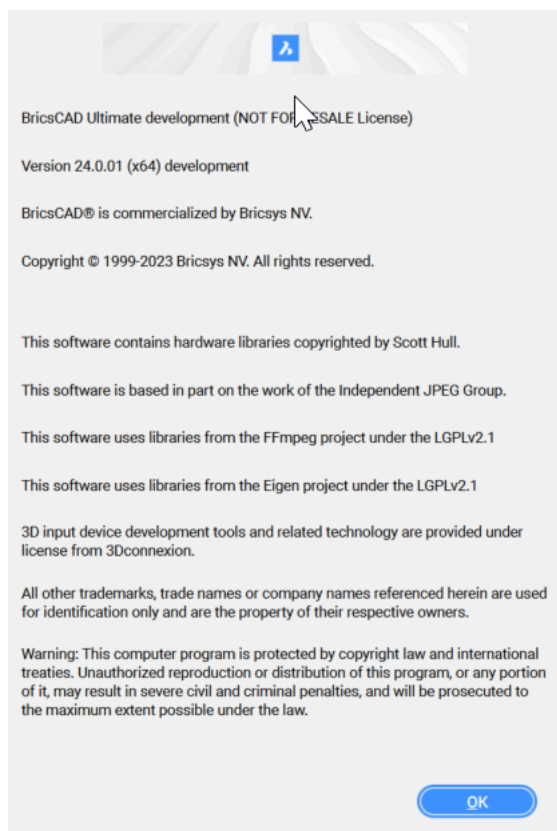 BricsCAD Ultimate development (NOT FOR RESALE License)
Version 24.0.01 (x64) development
BricsCAD® is commercialized by Bricsys NV.
Copyright © 1999-2023 Bricsys NV. All rights reserved.
This software contains hardware libraries copyrighted by Scott Hull.
This software is based in part on the work of the Independent JPEG Group.
This software uses libraries from the FFmpeg project under the LGPLv2.1
This software uses libraries from the Eigen project under the LGPLv2.1
3D input device development tools and related technology are provided under
license from 3Dconnexion.
All other trademarks, trade names or company names referenced herein are used
for identification only and are the property of their respective owners.
Warning: This computer program is protected by copyright law and international
treaties. Unauthorized reproduction or distribution of this program, or any portion
of it, may result in severe civil and criminal penalties, and will be prosecuted to
the maximum extent possible under the law.
OK